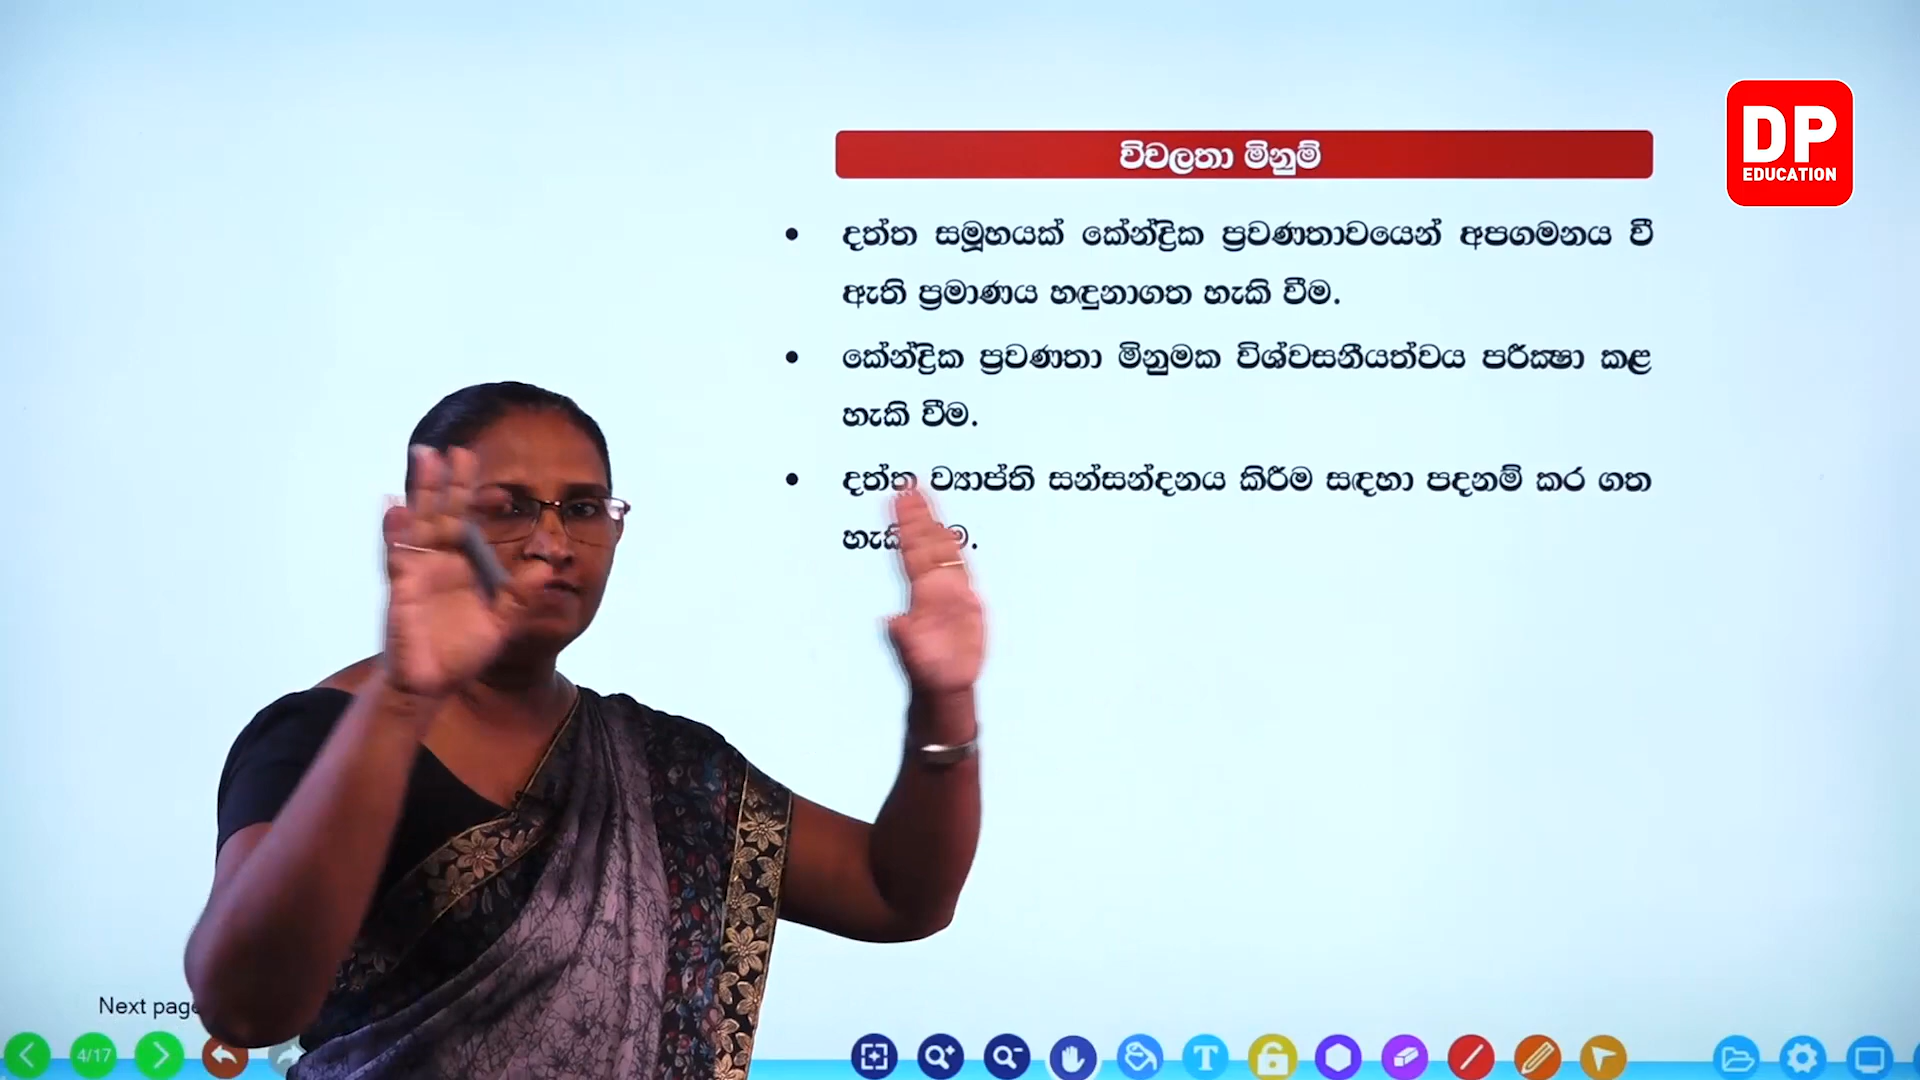 DP
EDUCATION
විචලතා මිනුම්
• දත්ත සමූහයක් කේන්ද්‍රික ප්‍රවණතාවයෙන් අපගමනය වී
ඇති ප්‍රමාණය හඳුනාගත හැකි වීම.
• කේන්ද්‍රික ප්‍රවණතා මිනුමක විශ්වසනීයත්වය පරීක්‍ෂා කළ
හැකි වීම.
• දත්ත ව්‍යාප්ති සන්සන්දනය කිරීම සඳහා පදනම් කර ගත
Next page
4/17
T